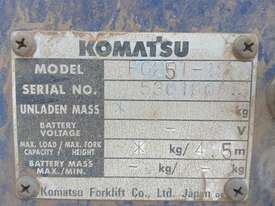 KOMATSU
MODEL
SERIAL NO.
UNLADEN MASS * kg
BATTERY VOLTAGE - V
MAX. LOAD / MAX. FORK
CAPACITY / HEIGHT * kg/ 4.5m
BATTERY MASS
MAX./MIN. - kg
Komatsu Forklift Co., Ltd. Japan